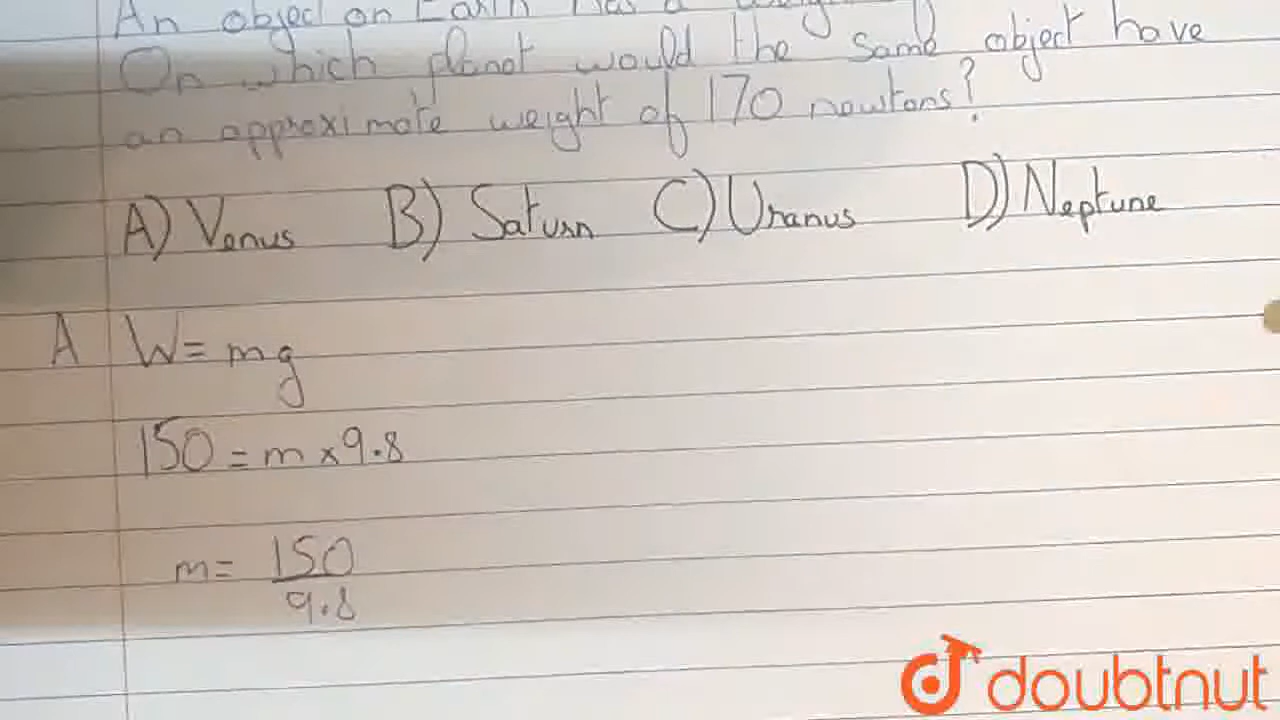 An object on Earth has a
On which planet would the same object have
an approximate weight of 170 newtons?
A) Venus B) Saturn C) Uranus D) Neptune
A W = mg
150 = m × 9.8
m = 150
9.8
doubtnut